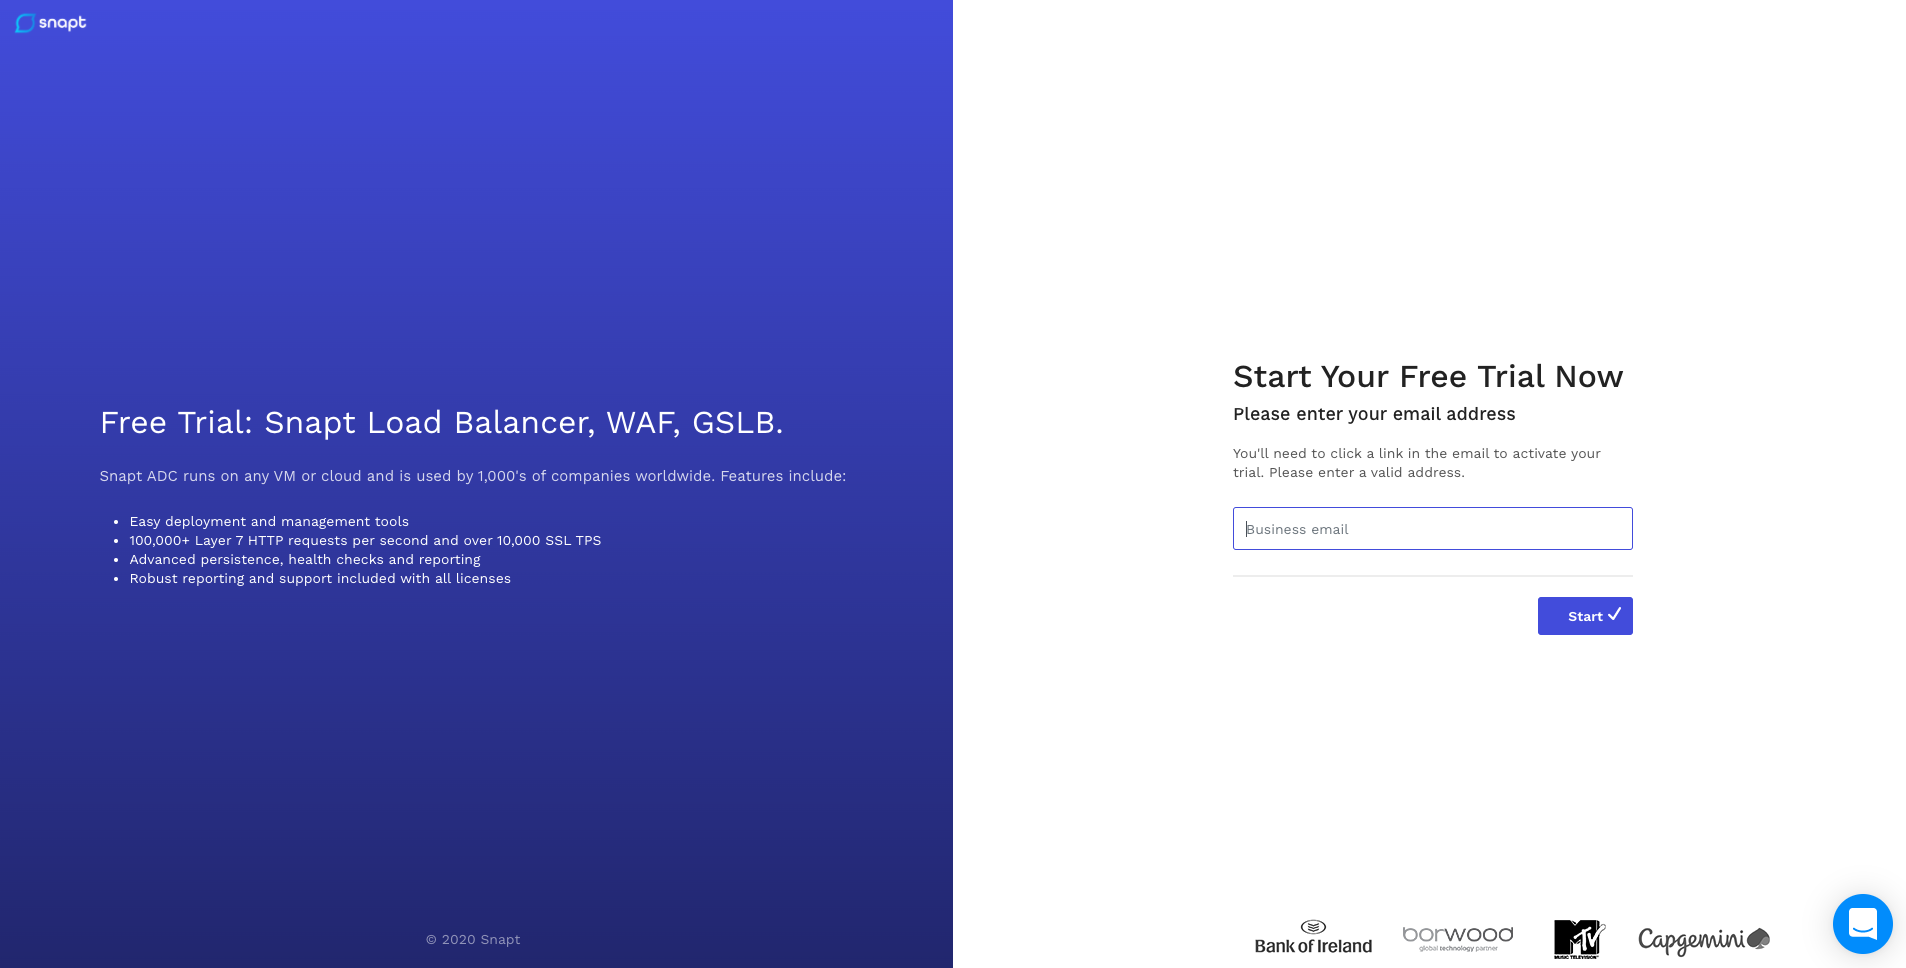 snapt
Free Trial: Snapt Load Balancer, WAF, GSLB.
Snapt ADC runs on any VM or cloud and is used by 1,000's of companies worldwide. Features include:
Easy deployment and management tools
100,000+ Layer 7 HTTP requests per second and over 10,000 SSL TPS
Advanced persistence, health checks and reporting
Robust reporting and support included with all licenses
© 2020 Snapt
Start Your Free Trial Now
Please enter your email address
You'll need to click a link in the email to activate your
trial. Please enter a valid address.
Business email
Start
Bank of Ireland
borwood
global technology partner
MTV
MUSIC TELEVISION™
Capgemini